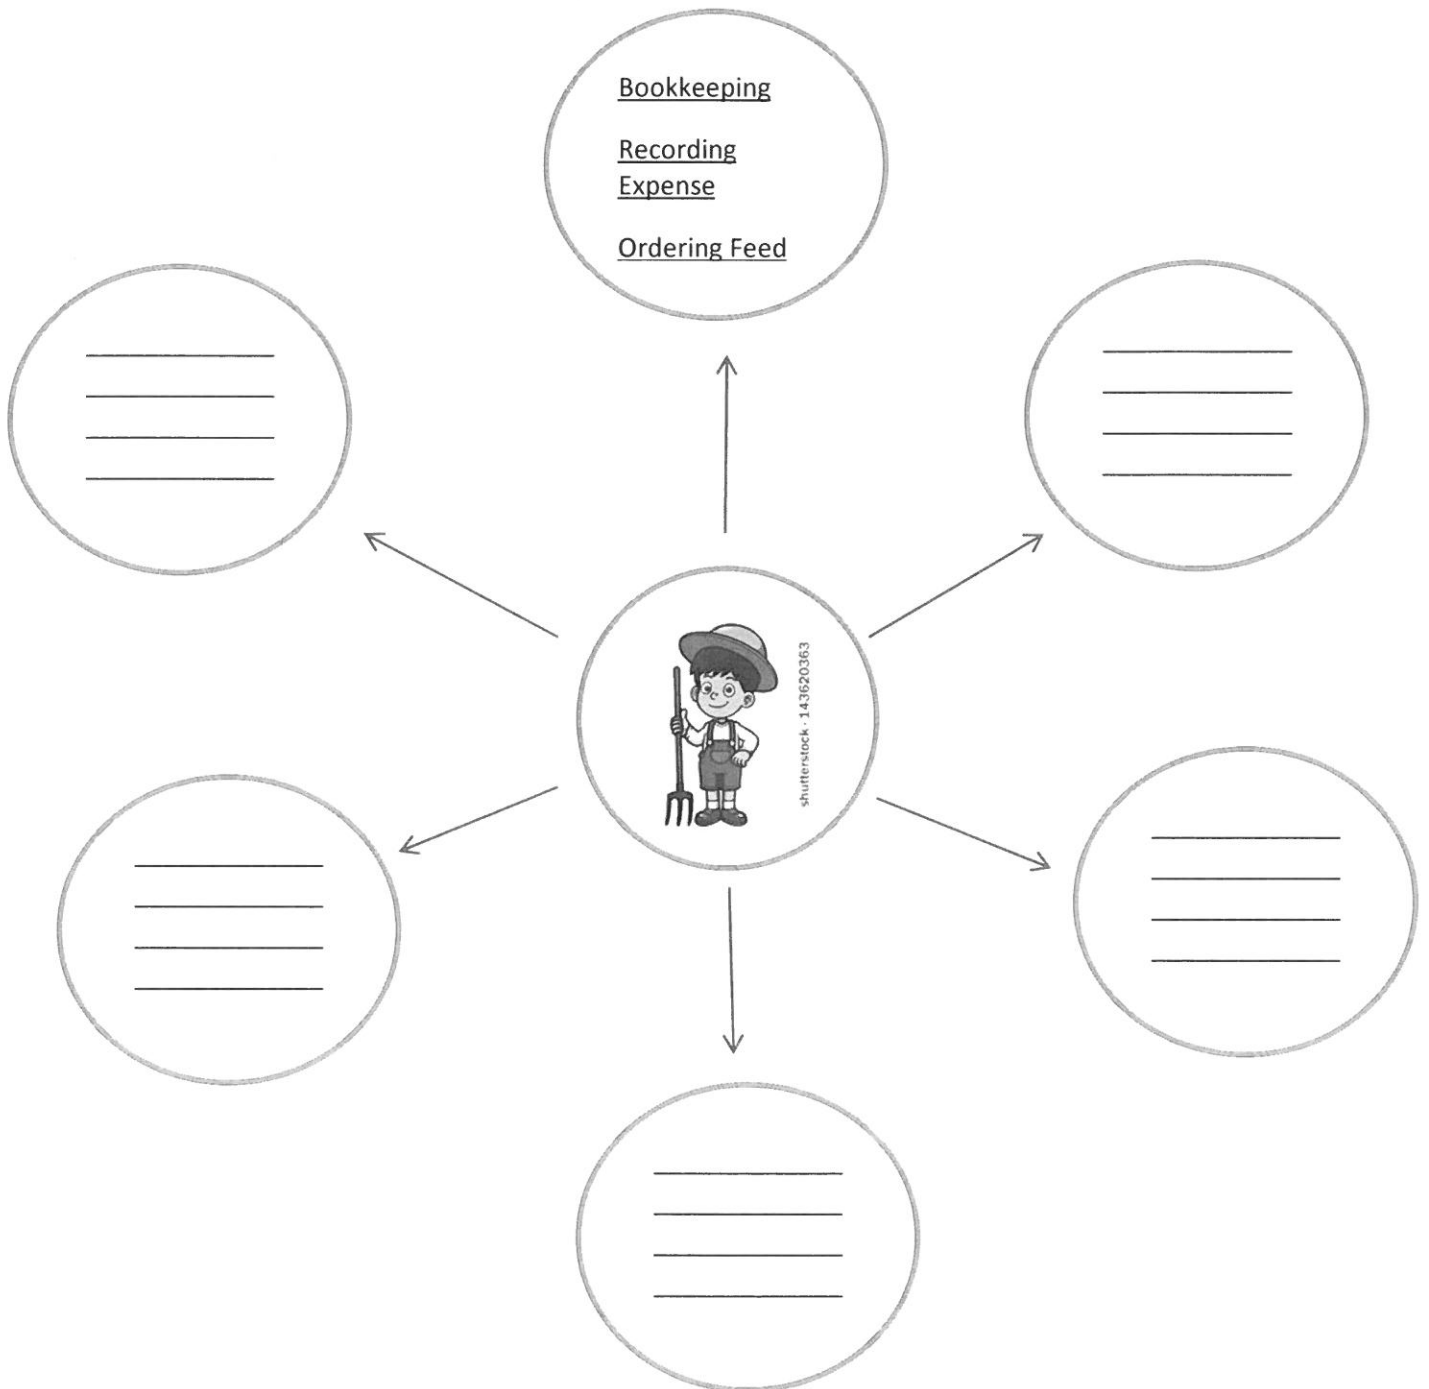 Bookkeeping
Recording
Expense
Ordering Feed
shutterstock · 143620363